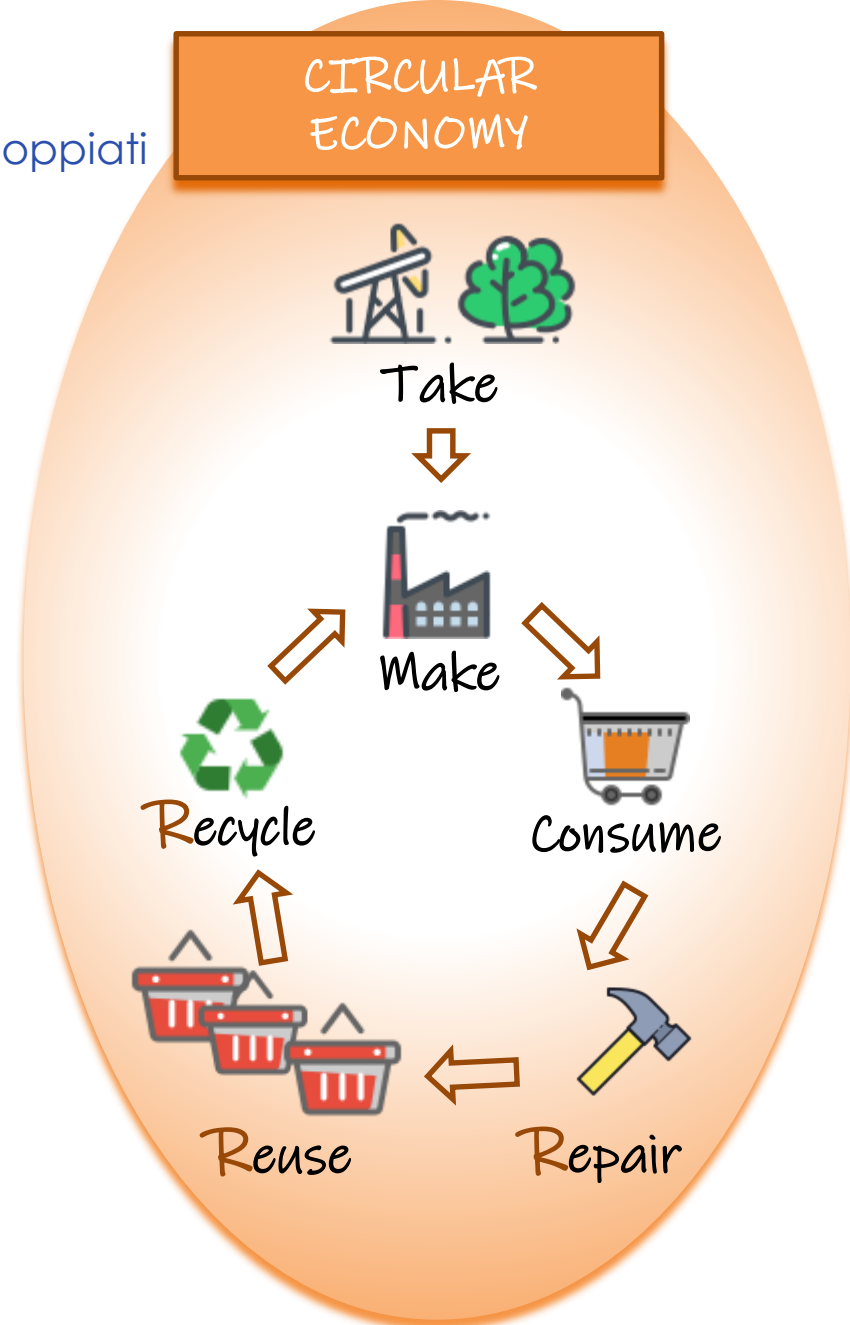 CIRCULAR
ECONOMY
oppiati
Take
Make
Recycle
Consume
Reuse
Repair